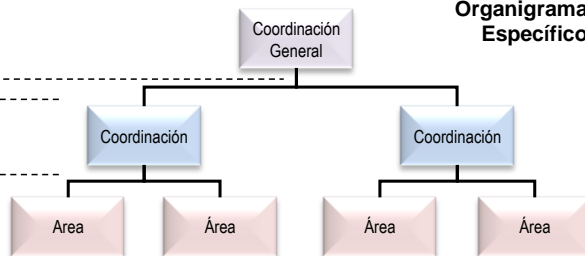 Organigrama
Específico
Coordinación
General
Coordinación
Coordinación
Area
Área
Área
Área